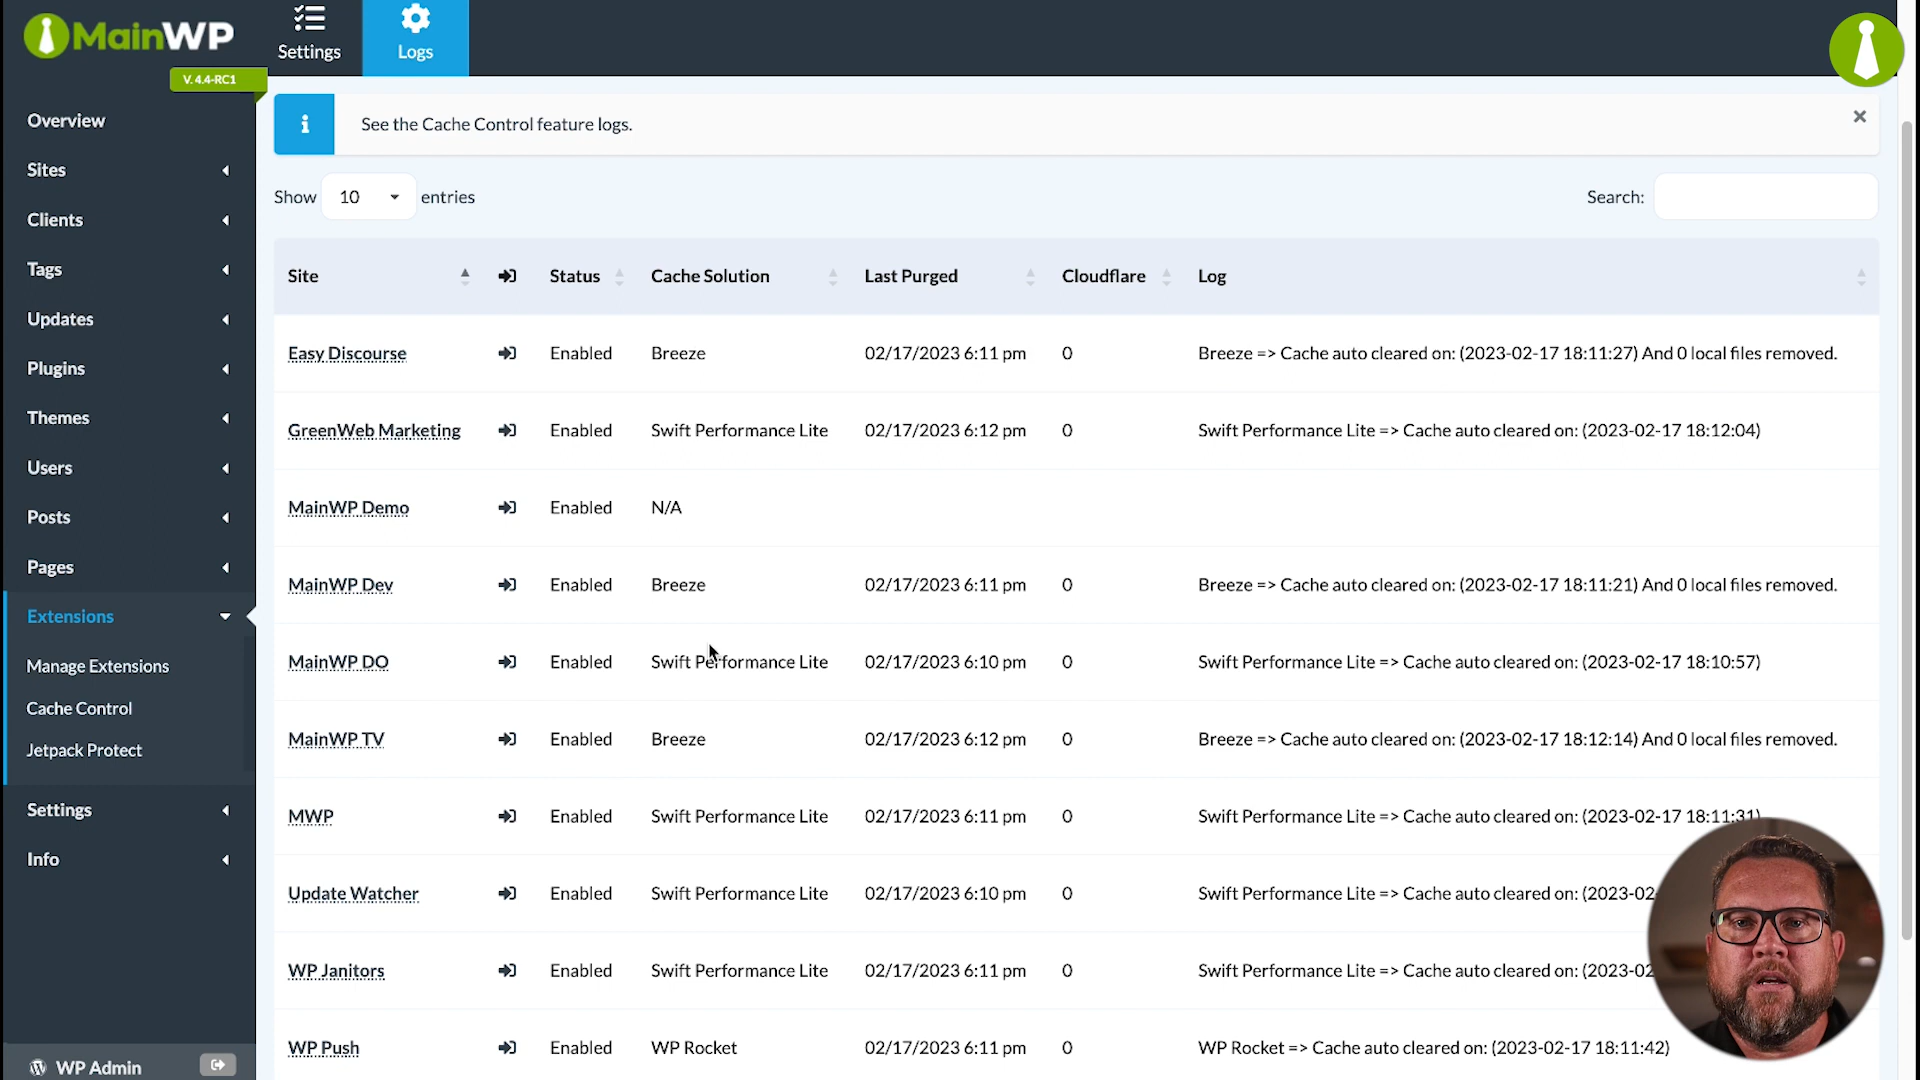 MainWP
V. 4.4-RC1
Settings
Logs
Overview
Sites
Clients
Tags
Updates
Plugins
Themes
Users
Posts
Pages
Extensions
Manage Extensions
Cache Control
Jetpack Protect
Settings
Info
WP Admin
See the Cache Control feature logs.
Show 10 entries
Search:
Site Status Cache Solution Last Purged Cloudflare Log
Easy Discourse Enabled Breeze 02/17/2023 6:11 pm 0 Breeze => Cache auto cleared on: (2023-02-17 18:11:27) And 0 local files removed.
GreenWeb Marketing Enabled Swift Performance Lite 02/17/2023 6:12 pm 0 Swift Performance Lite => Cache auto cleared on: (2023-02-17 18:12:04)
MainWP Demo Enabled N/A
MainWP Dev Enabled Breeze 02/17/2023 6:11 pm 0 Breeze => Cache auto cleared on: (2023-02-17 18:11:21) And 0 local files removed.
MainWP DO Enabled Swift Performance Lite 02/17/2023 6:10 pm 0 Swift Performance Lite => Cache auto cleared on: (2023-02-17 18:10:57)
MainWP TV Enabled Breeze 02/17/2023 6:12 pm 0 Breeze => Cache auto cleared on: (2023-02-17 18:12:14) And 0 local files removed.
MWP Enabled Swift Performance Lite 02/17/2023 6:11 pm 0 Swift Performance Lite => Cache auto cleared on: (2023-02-17 18:11:31)
Update Watcher Enabled Swift Performance Lite 02/17/2023 6:10 pm 0 Swift Performance Lite => Cache auto cleared on: (2023-02-
WP Janitors Enabled Swift Performance Lite 02/17/2023 6:11 pm 0 Swift Performance Lite => Cache auto cleared on: (2023-02
WP Push Enabled WP Rocket 02/17/2023 6:11 pm 0 WP Rocket => Cache auto cleared on: (2023-02-17 18:11:42)